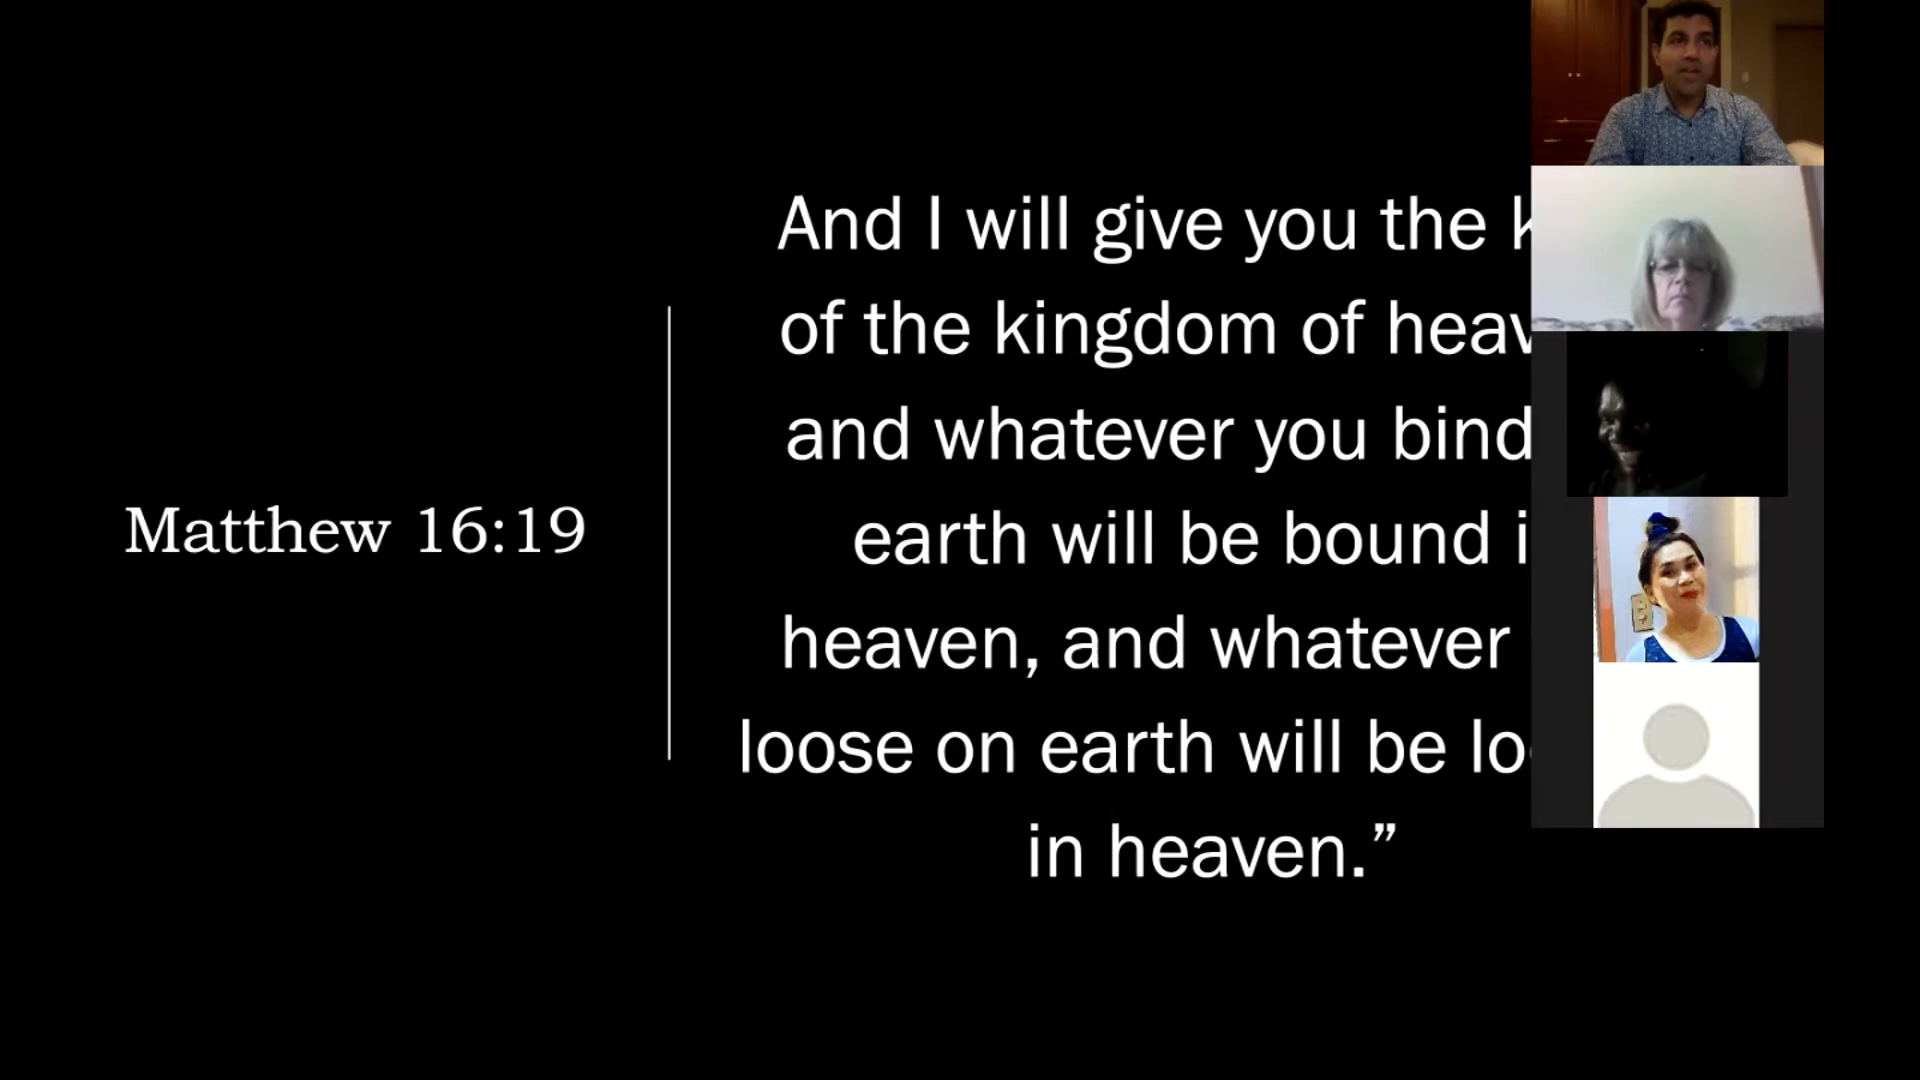 Matthew 16:19
And I will give you the
of the kingdom of
and whatever you bind
earth will be bound
heaven, and whatever
loose on earth will be
in heaven.”